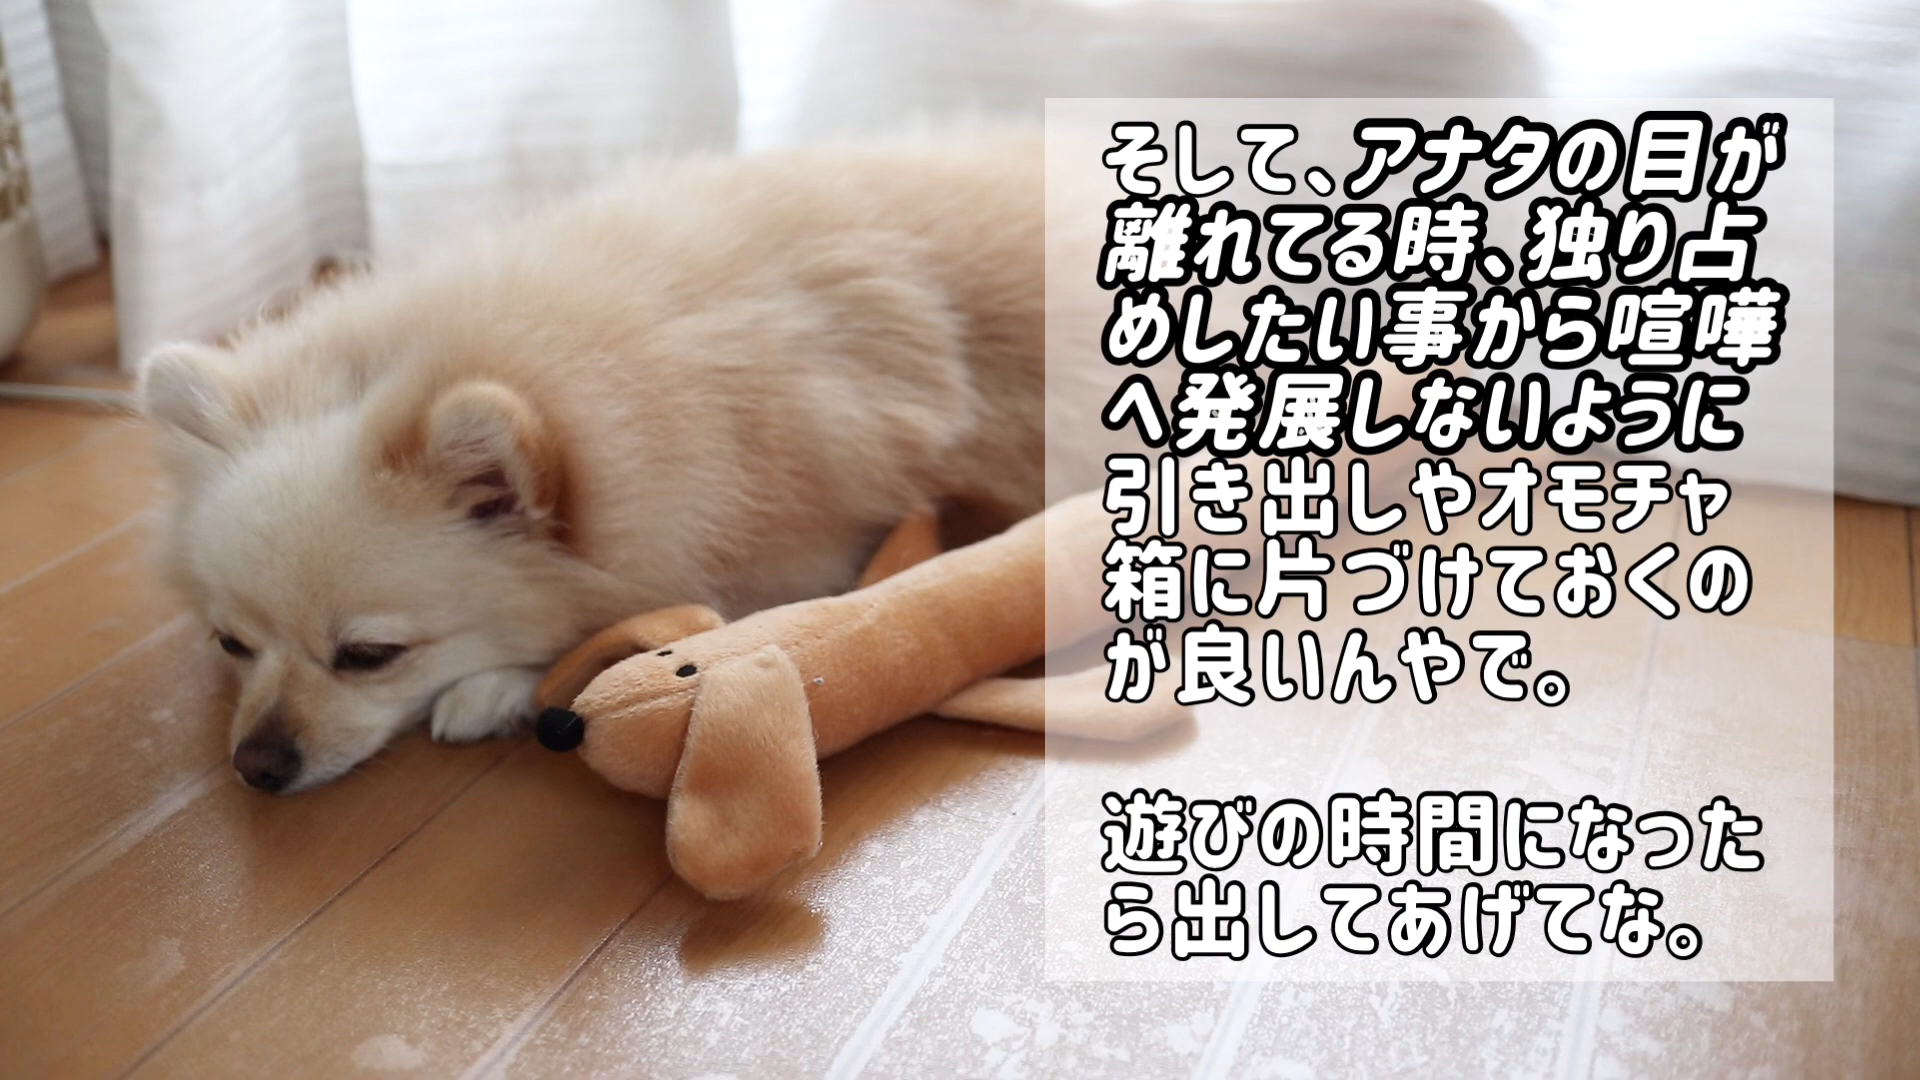 そして、アナタの目が
離れてる時、独り占
めしたい事から喧嘩
へ発展しないように
引き出しやオモチャ
箱に片づけておくの
が良いんやで。
遊びの時間になった
ら出してあげてな。